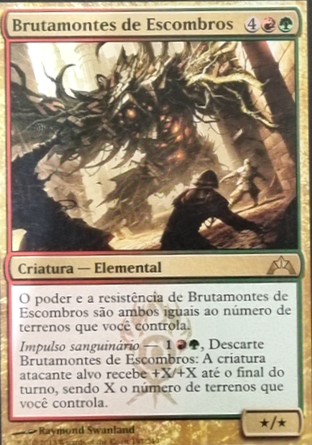 Brutamontes de Escombros 4
Criatura — Elemental
O poder e a resistência de Brutamontes de
Escombros são ambos iguais ao número de
terrenos que você controla.
Impulso sanguinário — 1, Descarte
Brutamontes de Escombros: A criatura
atacante alvo recebe +X/+X até o final do
turno, sendo X o número de terrenos que
você controla.
Raymond Swanland
*/*